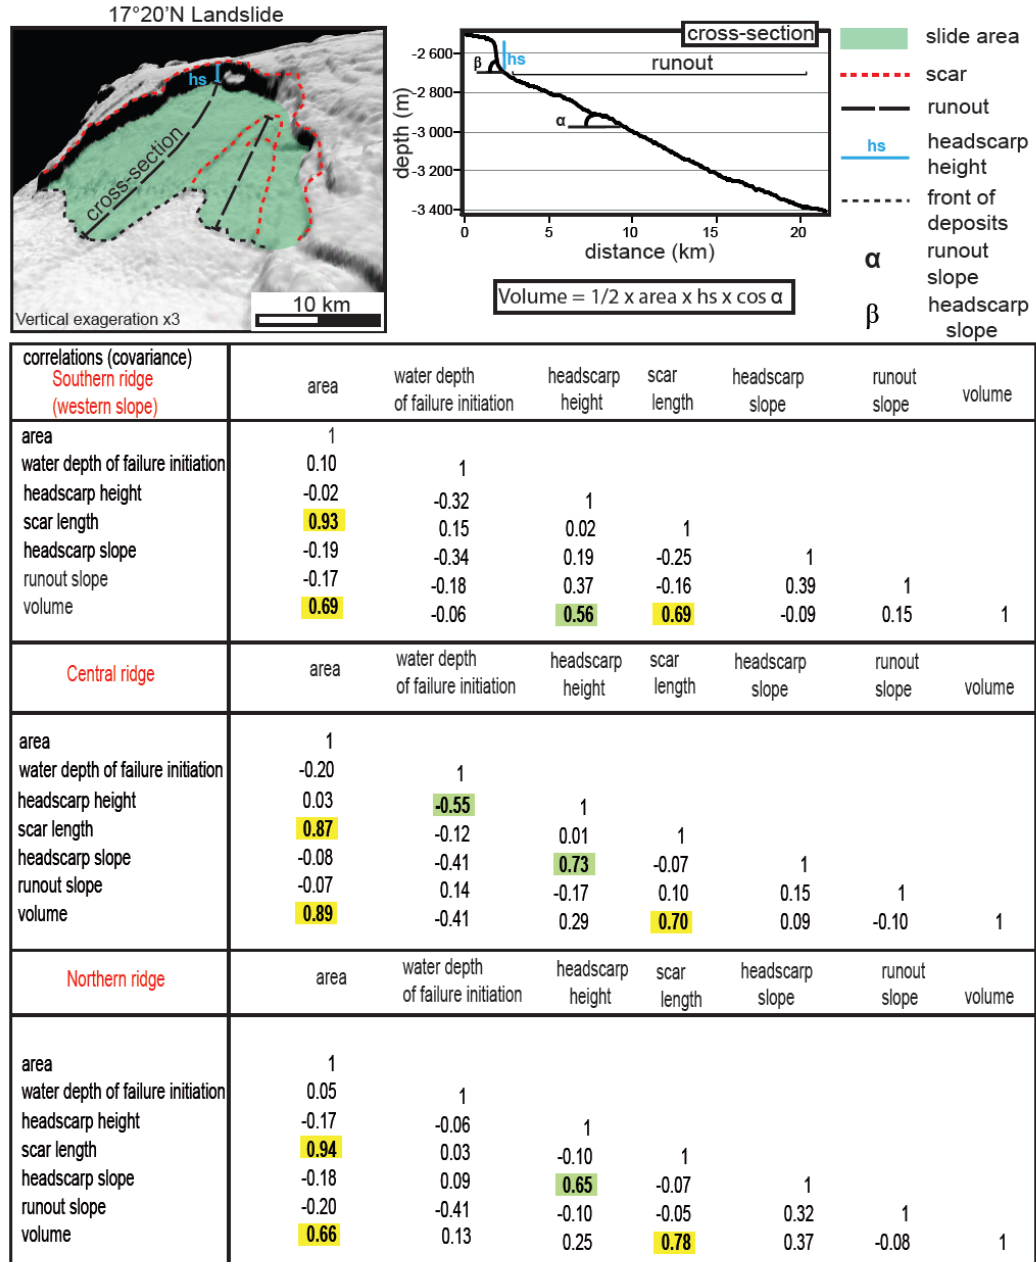 17°20'N Landslide
hs
cross-section
Vertical exageration x3
10 km
cross-section
-2 600
-2 800
-3 000
-3 200
-3 400
depth (m)
β
hs
runout
α
0
5
10
15
20
distance (km)
Volume = 1/2 x area x hs x cos α
slide area
scar
runout
hs
headscarp
height
front of
deposits
α
runout
slope
β
headscarp
slope
correlations (covariance)
Southern ridge
(western slope)
area
water depth
of failure initiation
headscarp
height
scar
length
headscarp
slope
runout
slope
volume
area 1
water depth of failure initiation 0.10 1
headscarp height -0.02 -0.32 1
scar length 0.93 0.15 0.02 1
headscarp slope -0.19 -0.34 0.19 -0.25 1
runout slope -0.17 -0.18 0.37 -0.16 0.39 1
volume 0.69 -0.06 0.56 0.69 -0.09 0.15 1
Central ridge
area
water depth
of failure initiation
headscarp
height
scar
length
headscarp
slope
runout
slope
volume
area 1
water depth of failure initiation -0.20 1
headscarp height 0.03 -0.55 1
scar length 0.87 -0.12 0.01 1
headscarp slope -0.08 -0.41 0.73 -0.07 1
runout slope -0.07 0.14 -0.17 0.10 0.15 1
volume 0.89 -0.41 0.29 0.70 0.09 -0.10 1
Northern ridge
area
water depth
of failure initiation
headscarp
height
scar
length
headscarp
slope
runout
slope
volume
area 1
water depth of failure initiation 0.05 1
headscarp height -0.17 -0.06 1
scar length 0.94 0.03 -0.10 1
headscarp slope -0.18 0.09 0.65 -0.07 1
runout slope -0.20 -0.41 -0.10 -0.05 0.32 1
volume 0.66 0.13 0.25 0.78 0.37 -0.08 1